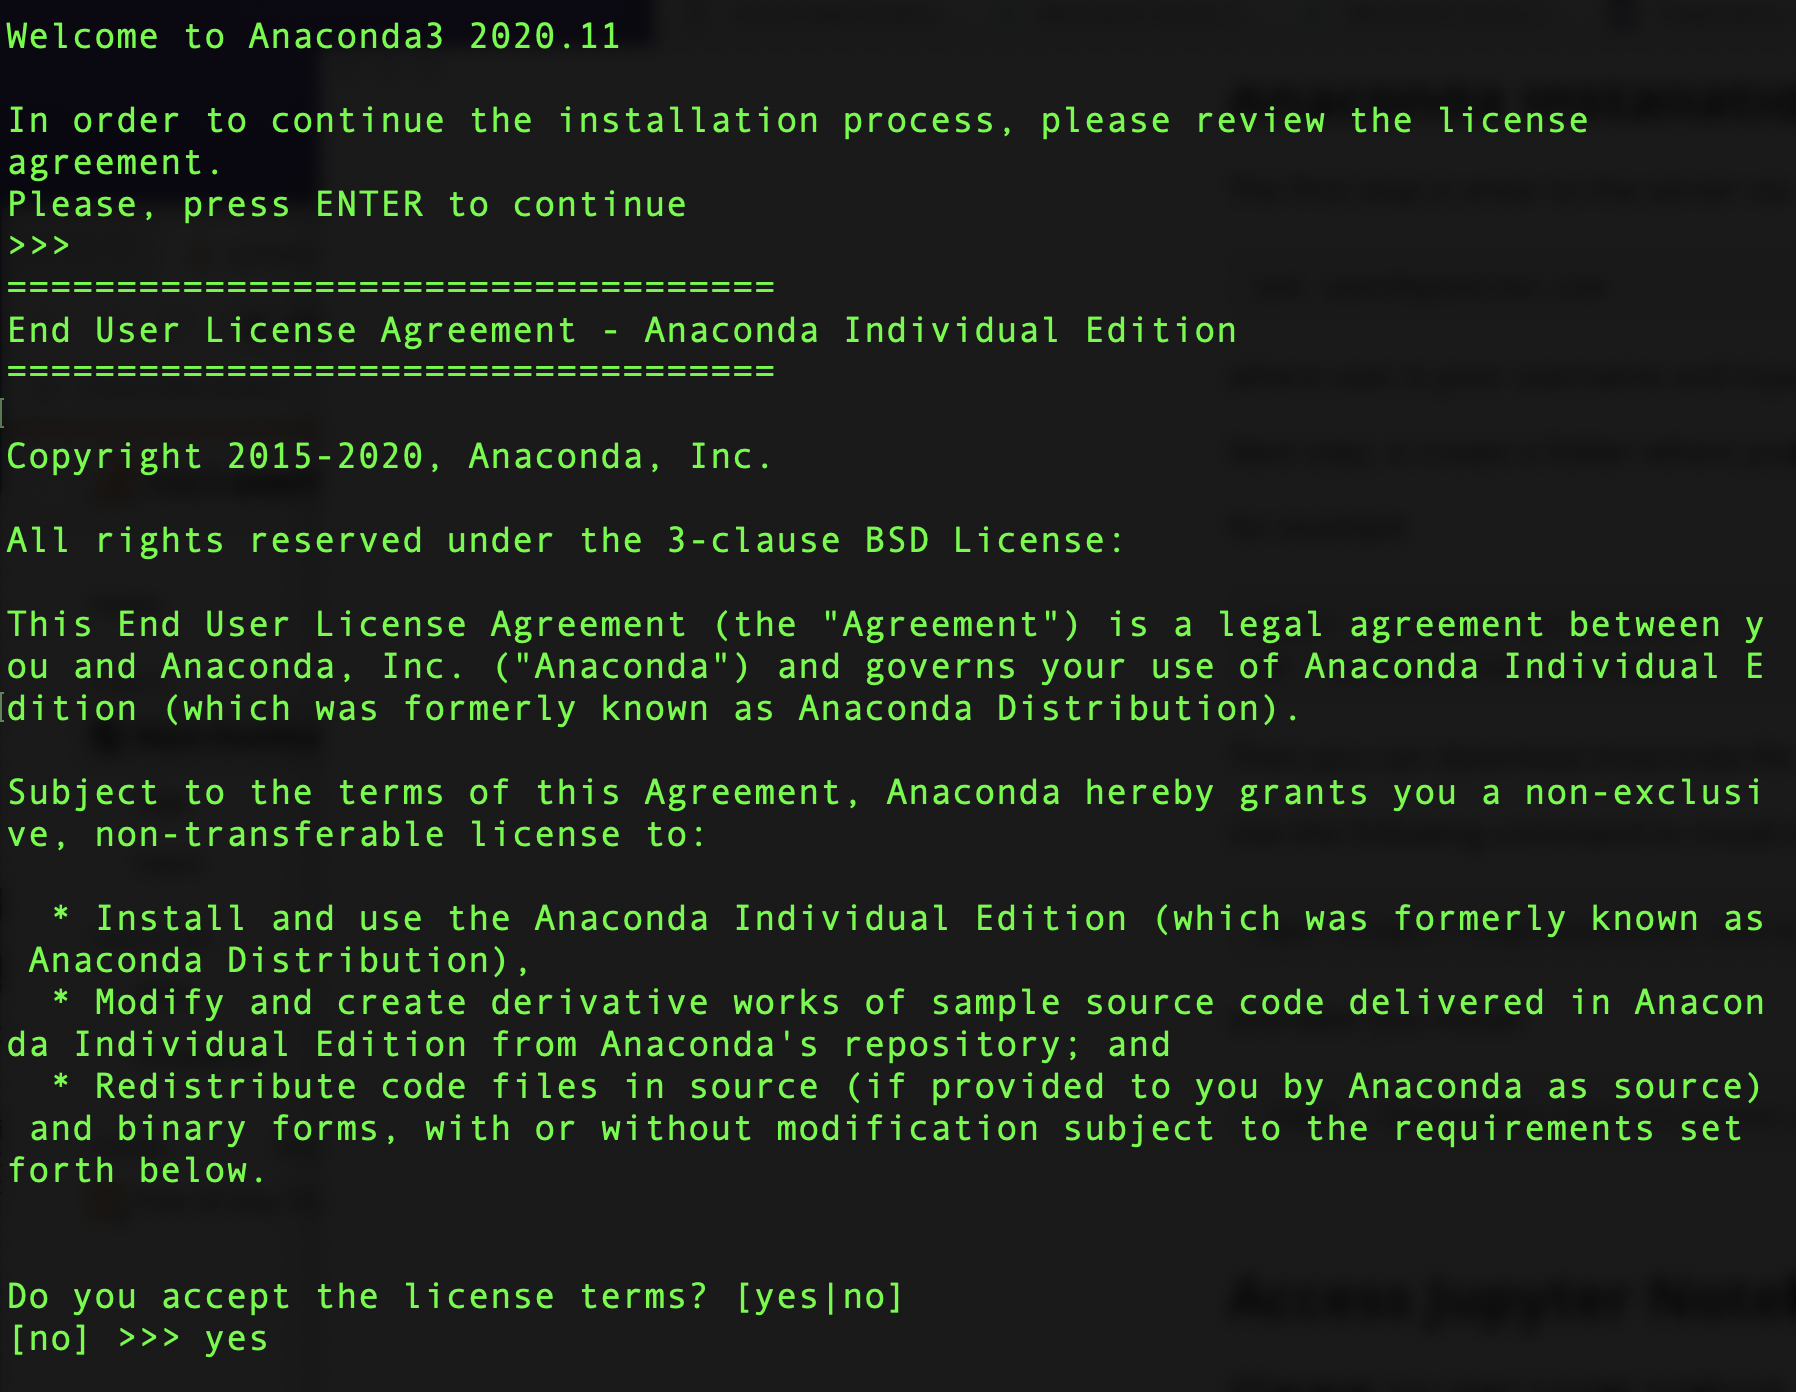 Welcome to Anaconda3 2020.11
In order to continue the installation process, please review the license
agreement.
Please, press ENTER to continue
>>>
===================================
End User License Agreement - Anaconda Individual Edition
===================================
Copyright 2015-2020, Anaconda, Inc.
All rights reserved under the 3-clause BSD License:
This End User License Agreement (the "Agreement") is a legal agreement between y
ou and Anaconda, Inc. ("Anaconda") and governs your use of Anaconda Individual E
dition (which was formerly known as Anaconda Distribution).
Subject to the terms of this Agreement, Anaconda hereby grants you a non-exclusi
ve, non-transferable license to:
* Install and use the Anaconda Individual Edition (which was formerly known as
Anaconda Distribution),
* Modify and create derivative works of sample source code delivered in Anacon
da Individual Edition from Anaconda's repository; and
* Redistribute code files in source (if provided to you by Anaconda as source)
and binary forms, with or without modification subject to the requirements set
forth below.
Do you accept the license terms? [yes|no]
[no] >>> yes
Access Jupyter